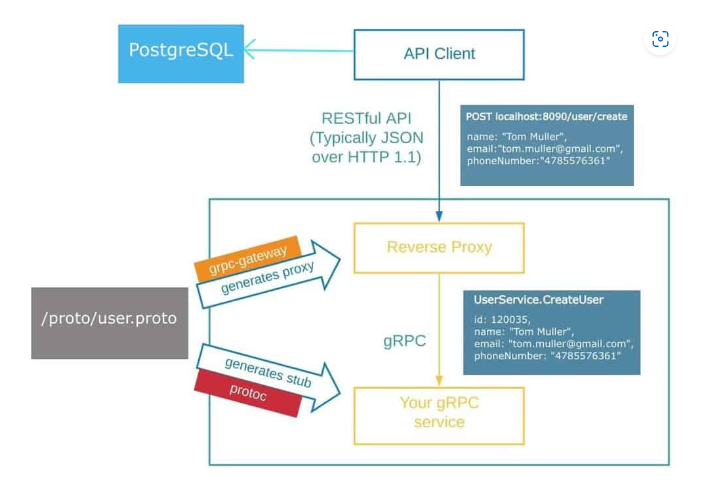 PostgreSQL
API Client
RESTful API
(Typically JSON
over HTTP 1.1)
POST localhost:8090/user/create
name: "Tom Muller",
email:"tom.muller@gmail.com",
phoneNumber:"4785576361"
grpc-gateway
generates proxy
Reverse Proxy
/proto/user.proto
UserService.CreateUser
id: 120035,
name: "Tom Muller",
email: "tom.muller@gmail.com",
phoneNumber: "4785576361"
gRPC
generates stub
protoc
Your gRPC
service